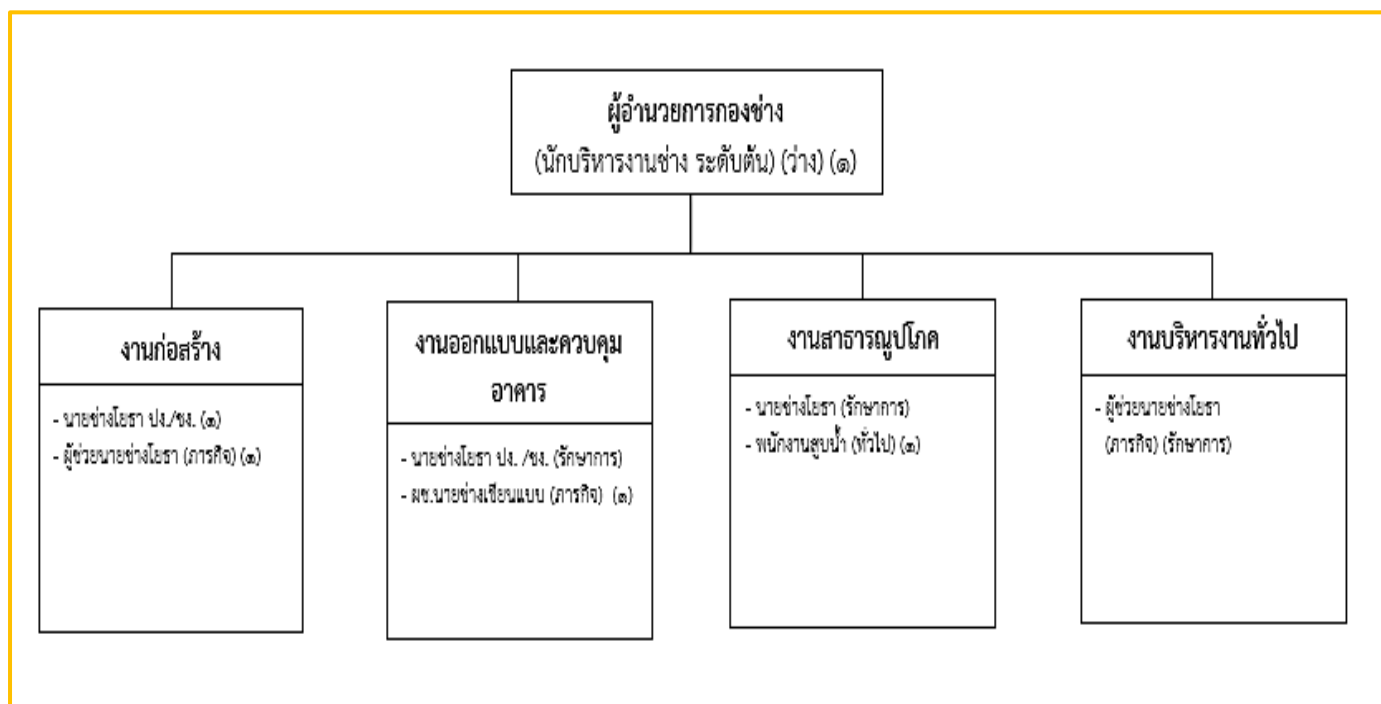 ผู้อำนวยการกองช่าง
(นักบริหารงานช่าง ระดับต้น) (ว่าง) (๑)
งานก่อสร้าง
- นายช่างโยธา ปง./ชง. (๑)
- ผู้ช่วยนายช่างโยธา (ภารกิจ) (๑)
งานออกแบบและควบคุม
อาคาร
- นายช่างโยธา ปง. /ชง. (รักษาการ)
- ผช.นายช่างเขียนแบบ (ภารกิจ) (๑)
งานสาธารณูปโภค
- นายช่างโยธา (รักษาการ)
- พนักงานสูบน้ำ (ทั่วไป) (๑)
งานบริหารงานทั่วไป
- ผู้ช่วยนายช่างโยธา
(ภารกิจ) (รักษาการ)